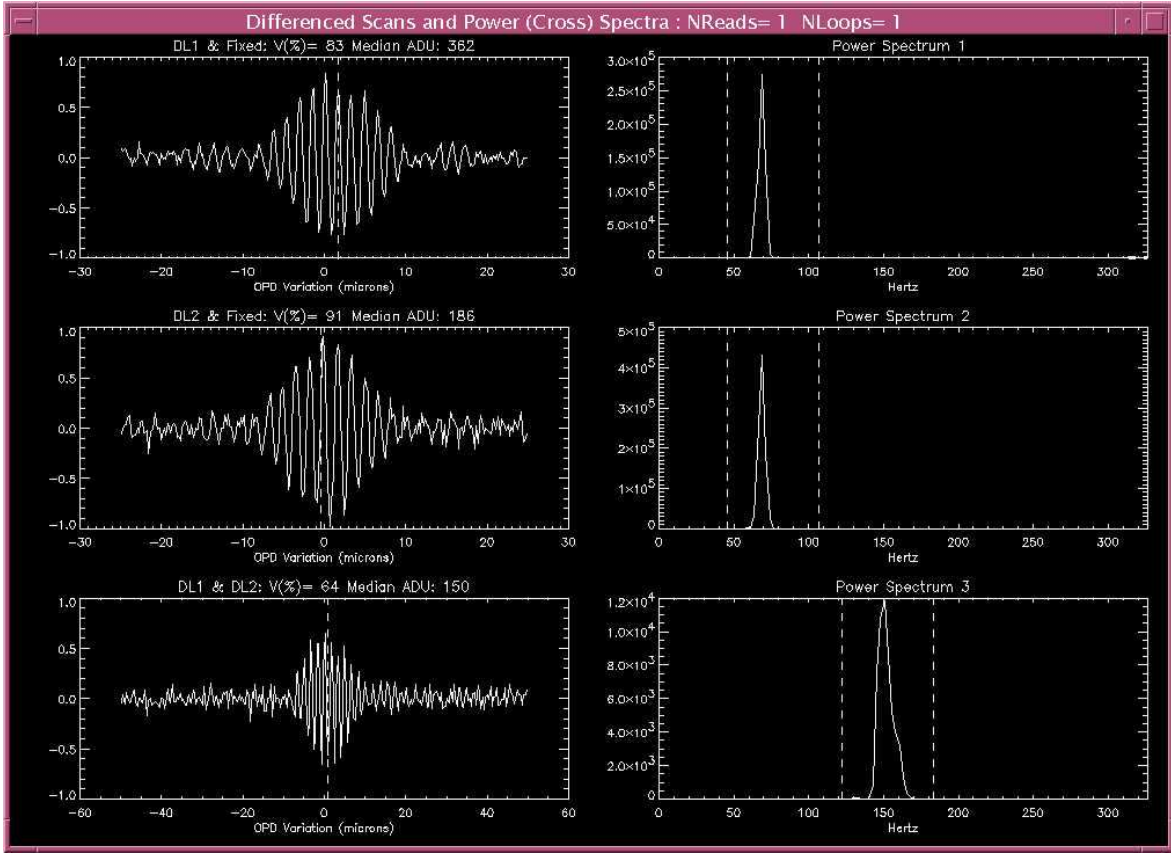 Differenced Scans and Power (Cross) Spectra : NReads= 1 NLoops= 1
DL1 & Fixed: V(%)= 83 Median ADU: 362
1.0
0.5
0.0
−0.5
−1.0
−30 −20 −10 0 10 20 30
OPD Variation (microns)
Power Spectrum 1
3.0×10^5
2.5×10^5
2.0×10^5
1.5×10^5
1.0×10^5
5.0×10^4
0
0 50 100 150 200 250 300
Hertz
DL2 & Fixed: V(%)= 91 Median ADU: 186
1.0
0.5
0.0
−0.5
−1.0
−30 −20 −10 0 10 20 30
OPD Variation (microns)
Power Spectrum 2
5×10^5
4×10^5
3×10^5
2×10^5
1×10^5
0
0 50 100 150 200 250 300
Hertz
DL1 & DL2: V(%)= 64 Median ADU: 150
1.0
0.5
0.0
−0.5
−1.0
−60 −40 −20 0 20 40 60
OPD Variation (microns)
Power Spectrum 3
1.2×10^4
1.0×10^4
8.0×10^3
6.0×10^3
4.0×10^3
2.0×10^3
0
0 50 100 150 200 250 300
Hertz